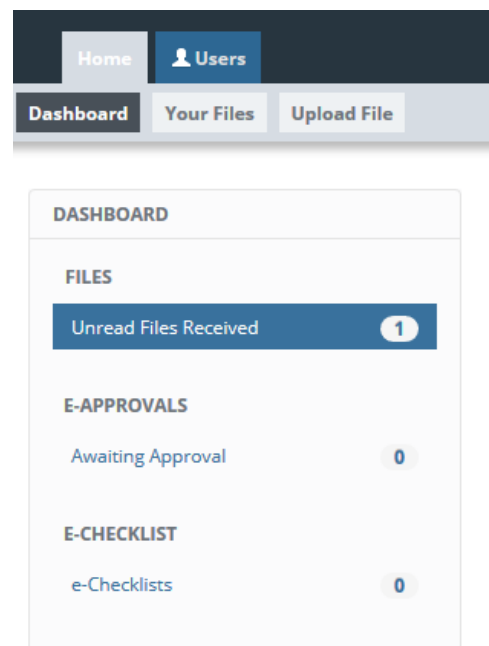 Home Users
Dashboard Your Files Upload File
DASHBOARD
FILES
Unread Files Received 1
E-APPROVALS
Awaiting Approval 0
E-CHECKLIST
e-Checklists 0